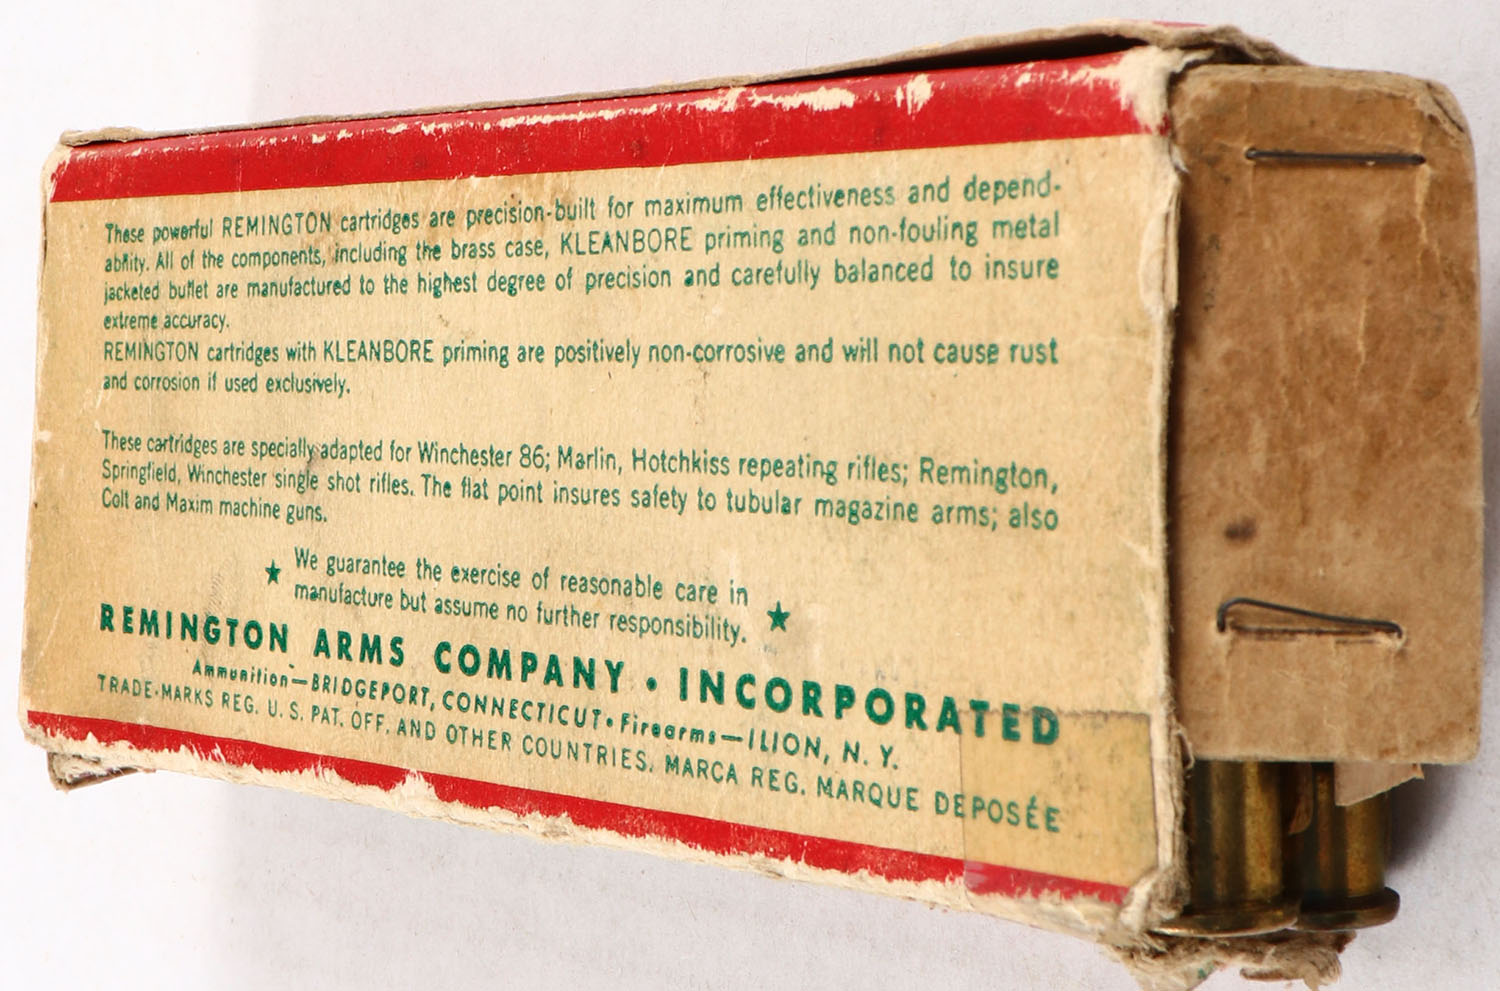 These powerful REMINGTON cartridges are precision-built for maximum effectiveness and depend-
ability. All of the components, including the brass case, KLEANBORE priming and non-fouling metal
jacketed bullet are manufactured to the highest degree of precision and carefully balanced to insure
extreme accuracy.
REMINGTON cartridges with KLEANBORE priming are positively non-corrosive and will not cause rust
and corrosion if used exclusively.
These cartridges are specially adapted for Winchester 86; Marlin, Hotchkiss repeating rifles; Remington,
Springfield, Winchester single shot rifles. The flat point insures safety to tubular magazine arms; also
Colt and Maxim machine guns.
★ We guarantee the exercise of reasonable care in
manufacture but assume no further responsibility. ★
REMINGTON ARMS COMPANY • INCORPORATED
Ammunition—BRIDGEPORT, CONNECTICUT • Firearms—ILION, N. Y.
TRADE-MARKS REG. U. S. PAT. OFF. AND OTHER COUNTRIES. MARCA REG. MARQUE DEPOSÉE